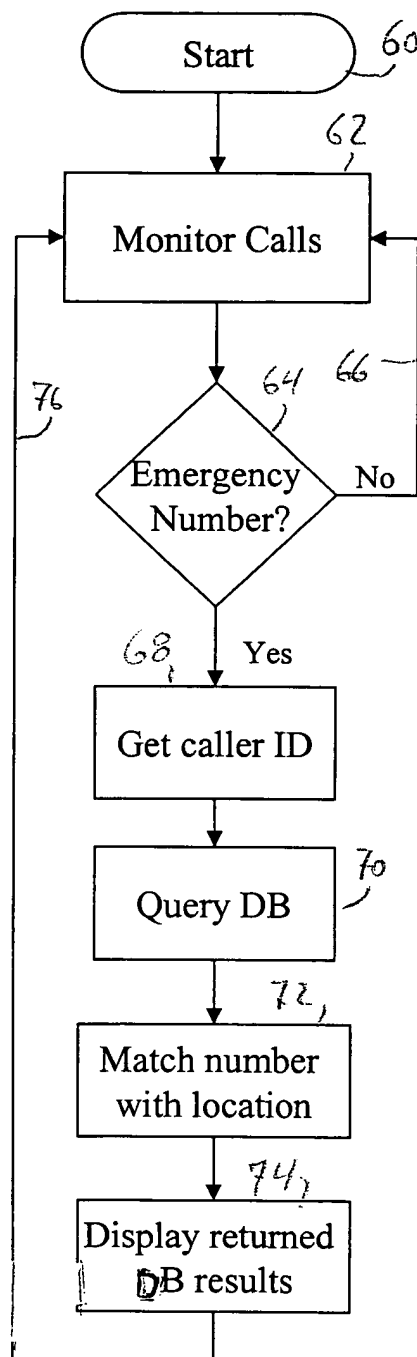 Start
60
62
Monitor Calls
76
64
66
Emergency
Number?
No
68
Yes
Get caller ID
Query DB
70
72
Match number
with location
74
Display returned
DB results